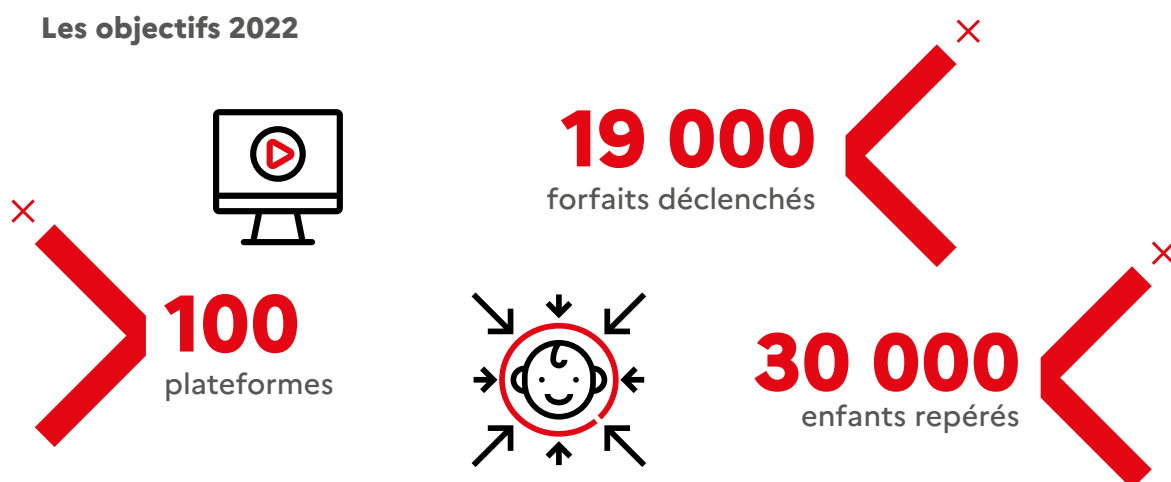 Les objectifs 2022
19 000
forfaits déclenchés
100
plateformes
30 000
enfants repérés